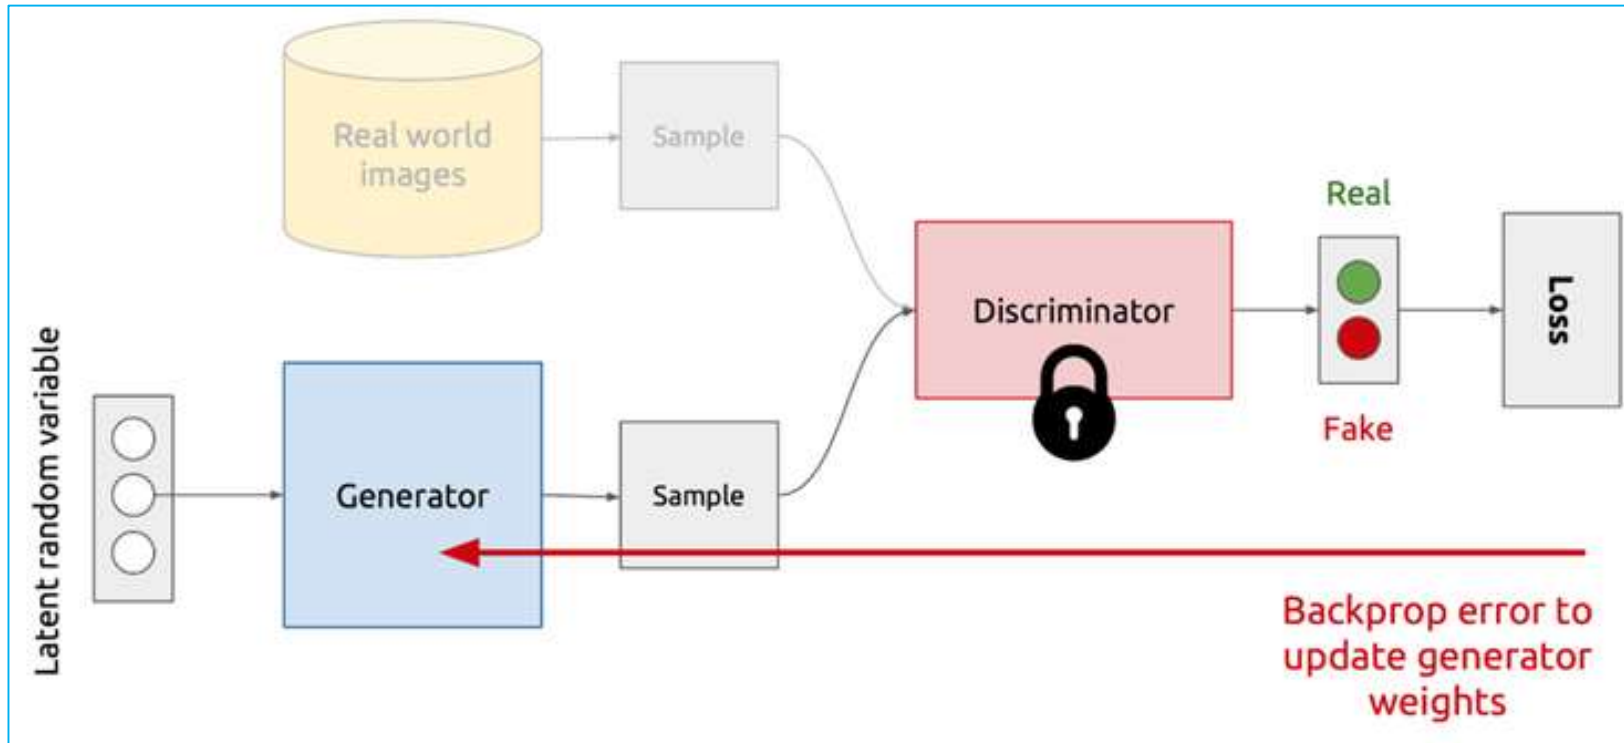 Real world
images
Sample
Real
Discriminator
Loss
Fake
Latent random variable
Generator
Sample
Backprop error to
update generator
weights